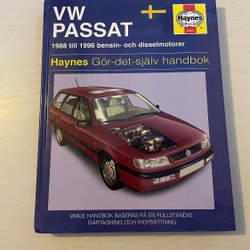 VW
PASSAT
1988 till 1996 bensin- och dieselmotorer
Haynes
Haynes Gör-det-själv handbok
VARJE HANDBOK BASERAS PÅ EN FULLSTÄNDIG
ISÄRTAGNING OCH IHOPSÄTTNING